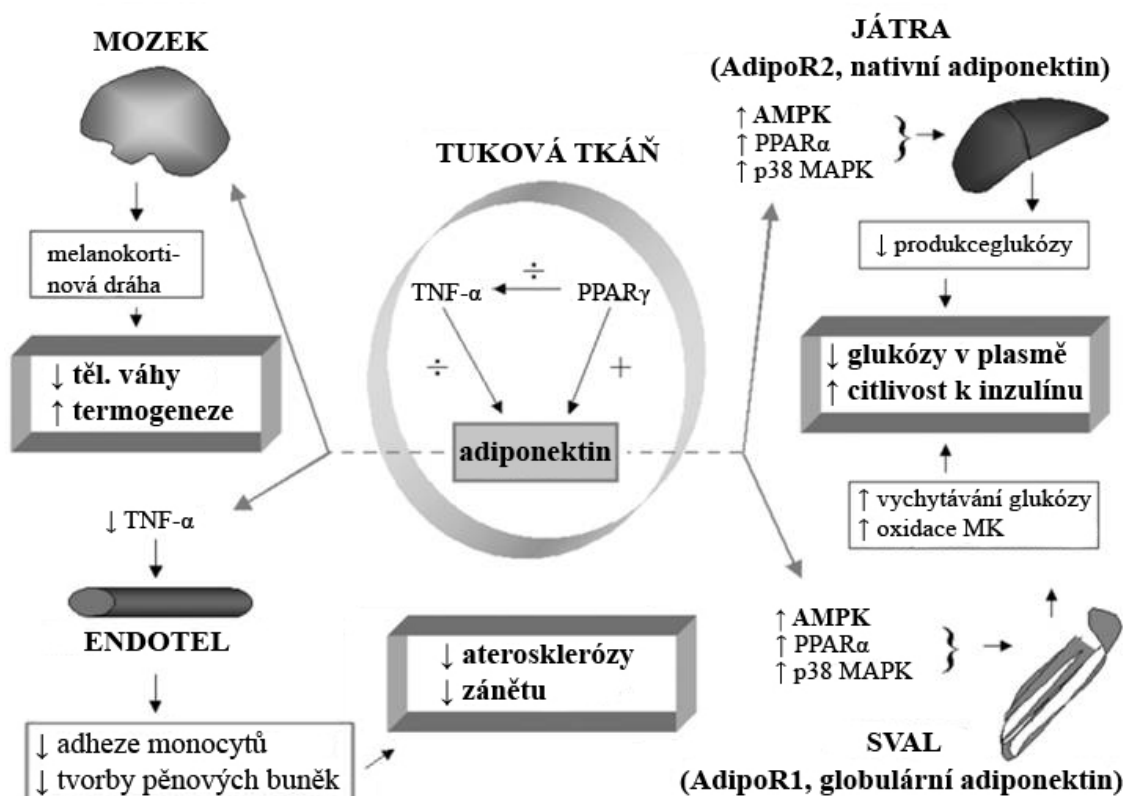 MOZEK
melanokorti-
nová dráha
↓ těl. váhy
↑ termogeneze
↓ TNF-α
ENDOTEL
↓ adheze monocytů
↓ tvorby pěnových buněk
↓ aterosklerózy
↓ zánětu
TUKOVÁ TKÁŇ
÷
TNF-α
PPARγ
÷
+
adiponektin
JÁTRA
(AdipoR2, nativní adiponektin)
↑ AMPK
↑ PPARα
↑ p38 MAPK
}
↓ produkceglukózy
↓ glukózy v plasmě
↑ citlivost k inzulínu
↑ vychytávání glukózy
↑ oxidace MK
↑ AMPK
↑ PPARα
↑ p38 MAPK
}
SVAL
(AdipoR1, globulární adiponektin)